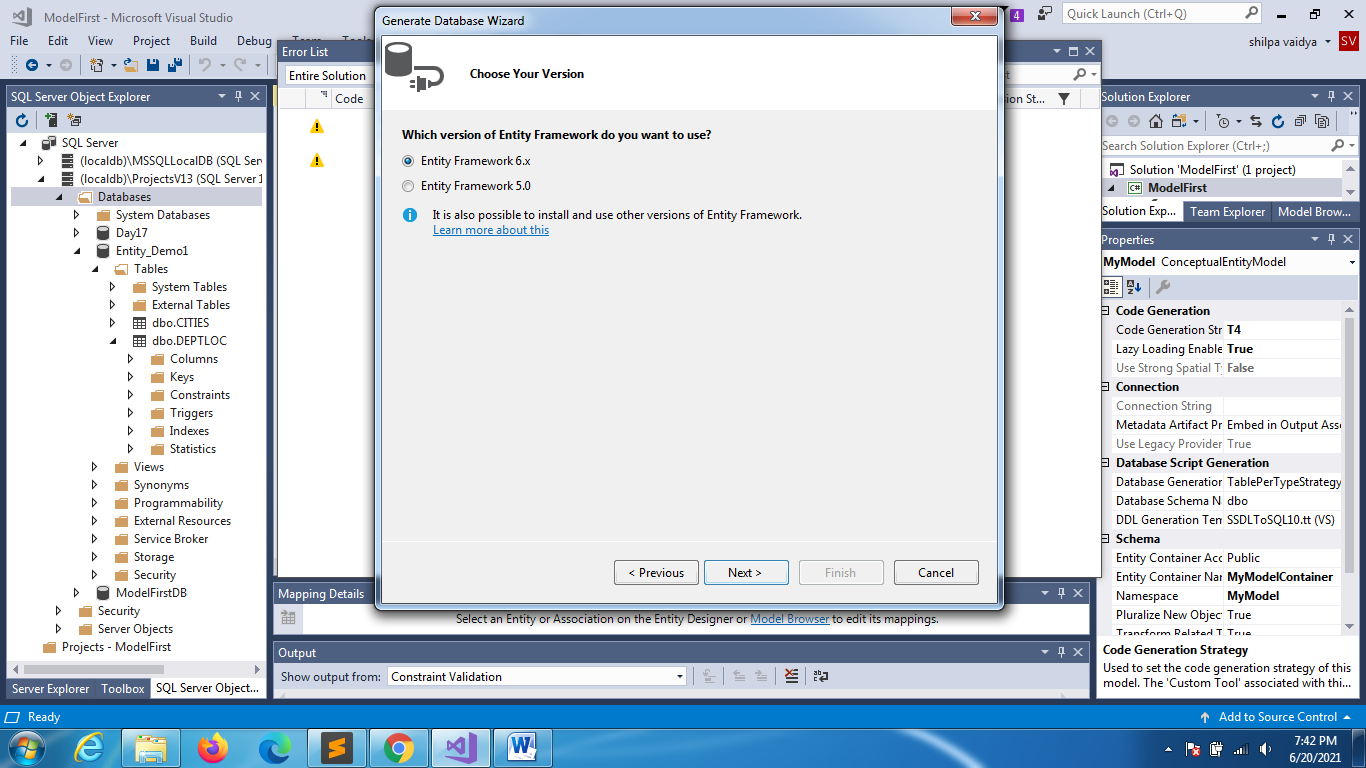 ModelFirst - Microsoft Visual Studio
4
Quick Launch (Ctrl+Q)
File Edit View Project Build Debug
shilpa vaidya SV
Generate Database Wizard
Choose Your Version
Which version of Entity Framework do you want to use?
Entity Framework 6.x
Entity Framework 5.0
It is also possible to install and use other versions of Entity Framework.
Learn more about this
< Previous Next > Finish Cancel
Error List
Entire Solution
Code
ion St...
SQL Server Object Explorer
SQL Server
(localdb)\MSSQLLocalDB (SQL Ser
(localdb)\ProjectsV13 (SQL Server 1
Databases
System Databases
Day17
Entity_Demo1
Tables
System Tables
External Tables
dbo.CITIES
dbo.DEPTLOC
Columns
Keys
Constraints
Triggers
Indexes
Statistics
Views
Synonyms
Programmability
External Resources
Service Broker
Storage
Security
ModelFirstDB
Security
Server Objects
Projects - ModelFirst
Server Explorer Toolbox SQL Server Object...
Mapping Details
Select an Entity or Association on the Entity Designer or Model Browser to edit its mappings.
Output
Show output from: Constraint Validation
Solution Explorer
Search Solution Explorer (Ctrl+;)
Solution 'ModelFirst' (1 project)
C# ModelFirst
Solution Exp... Team Explorer Model Brow...
Properties
MyModel ConceptualEntityModel
Code Generation
Code Generation Str T4
Lazy Loading Enable True
Use Strong Spatial Ty False
Connection
Connection String
Metadata Artifact Pr Embed in Output Asse
Use Legacy Provider True
Database Script Generation
Database Generation TablePerTypeStrategy
Database Schema N dbo
DDL Generation Tem SSDLToSQL10.tt (VS)
Schema
Entity Container Acc Public
Entity Container Nar MyModelContainer
Namespace MyModel
Pluralize New Objec True
Transform Related T True
Code Generation Strategy
Used to set the code generation strategy of this
model. The 'Custom Tool' associated with thi...
Ready
Add to Source Control
7:42 PM
6/20/2021